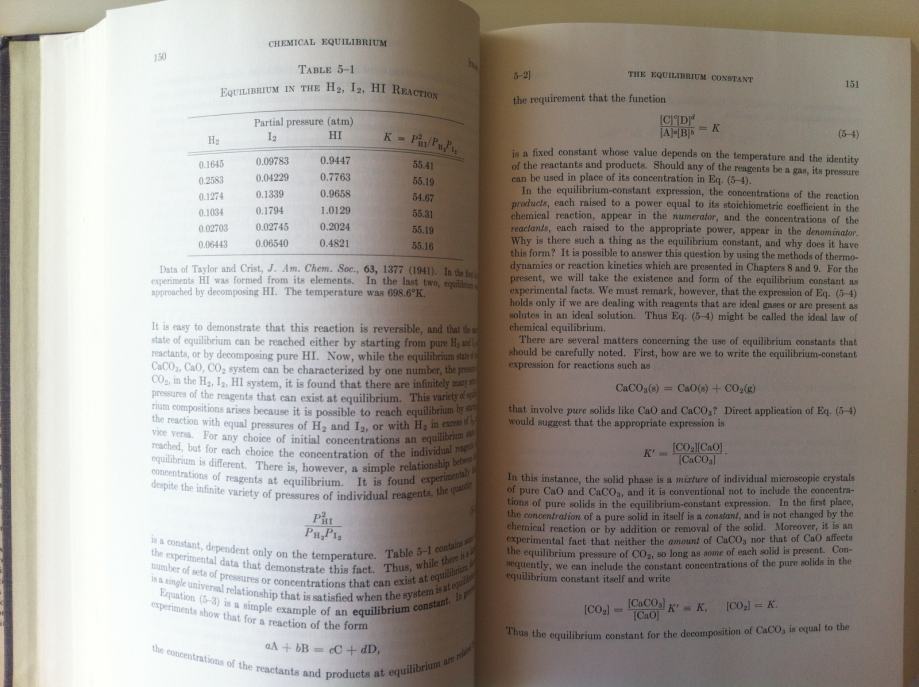 150
CHEMICAL EQUILIBRIUM
TABLE 5–1
EQUILIBRIUM IN THE H₂, I₂, HI REACTION
Partial pressure (atm)
H₂ I₂ HI K = P²HI/PH₂PI₂
0.1645 0.09783 0.9447 55.41
0.2583 0.04229 0.7763 55.19
0.1274 0.1339 0.9658 54.67
0.1034 0.1794 1.0129 55.31
0.02703 0.02745 0.2024 55.19
0.06443 0.06540 0.4821 55.16
Data of Taylor and Crist, J. Am. Chem. Soc., 63, 1377 (1941). In the
experiments HI was formed from its elements. In the last two,
approached by decomposing HI. The temperature was 698.6°K.
It is easy to demonstrate that this reaction is reversible, and that the
state of equilibrium can be reached either by starting from pure H₂ and
reactants, or by decomposing pure HI. Now, while the equilibrium state
CaCO₃, CaO, CO₂ system can be characterized by one number, the
CO₂, in the H₂, I₂, HI system, it is found that there are infinitely many
pressures of the reagents that can exist at equilibrium. This variety of
rium compositions arises because it is possible to reach equilibrium by
the reaction with equal pressures of H₂ and I₂, or with H₂ in excess of
vice versa. For any choice of initial concentrations an equilibrium
reached, but for each choice the concentration of the individual
equilibrium is different. There is, however, a simple relationship between
concentrations of reagents at equilibrium. It is found experimentally
despite the infinite variety of pressures of individual reagents, the
P²HI
PH₂PI₂
is a constant, dependent only on the temperature. Table 5–1 contains
the experimental data that demonstrate this fact. Thus, while there is
number of sets of pressures or concentrations that can exist at equilibrium,
is a single universal relationship that is satisfied when the system is at
Equation (5–3) is a simple example of an equilibrium constant. In
experiments show that for a reaction of the form
aA + bB = cC + dD,
the concentrations of the reactants and products at equilibrium are
5–2]
THE EQUILIBRIUM CONSTANT
151
the requirement that the function
[C]ᶜ[D]ᵈ
[A]ᵃ[B]ᵇ = K (5–4)
is a fixed constant whose value depends on the temperature and the identity
of the reactants and products. Should any of the reagents be a gas, its pressure
can be used in place of its concentration in Eq. (5–4).
In the equilibrium-constant expression, the concentrations of the reaction
products, each raised to a power equal to its stoichiometric coefficient in the
chemical reaction, appear in the numerator, and the concentrations of the
reactants, each raised to the appropriate power, appear in the denominator.
Why is there such a thing as the equilibrium constant, and why does it have
this form? It is possible to answer this question by using the methods of thermo-
dynamics or reaction kinetics which are presented in Chapters 8 and 9. For the
present, we will take the existence and form of the equilibrium constant as
experimental facts. We must remark, however, that the expression of Eq. (5–4)
holds only if we are dealing with reagents that are ideal gases or are present as
solutes in an ideal solution. Thus Eq. (5–4) might be called the ideal law of
chemical equilibrium.
There are several matters concerning the use of equilibrium constants that
should be carefully noted. First, how are we to write the equilibrium-constant
expression for reactions such as
CaCO₃(s) = CaO(s) + CO₂(g)
that involve pure solids like CaO and CaCO₃? Direct application of Eq. (5–4)
would suggest that the appropriate expression is
K′ = [CO₂][CaO]
[CaCO₃]
In this instance, the solid phase is a mixture of individual microscopic crystals
of pure CaO and CaCO₃, and it is conventional not to include the concentra-
tions of pure solids in the equilibrium-constant expression. In the first place,
the concentration of a pure solid in itself is a constant, and is not changed by the
chemical reaction or by addition or removal of the solid. Moreover, it is an
experimental fact that neither the amount of CaCO₃ nor that of CaO affects
the equilibrium pressure of CO₂, so long as some of each solid is present. Con-
sequently, we can include the constant concentrations of the pure solids in the
equilibrium constant itself and write
[CO₂] = [CaCO₃]/[CaO] K′ = K, [CO₂] = K.
Thus the equilibrium constant for the decomposition of CaCO₃ is equal to the